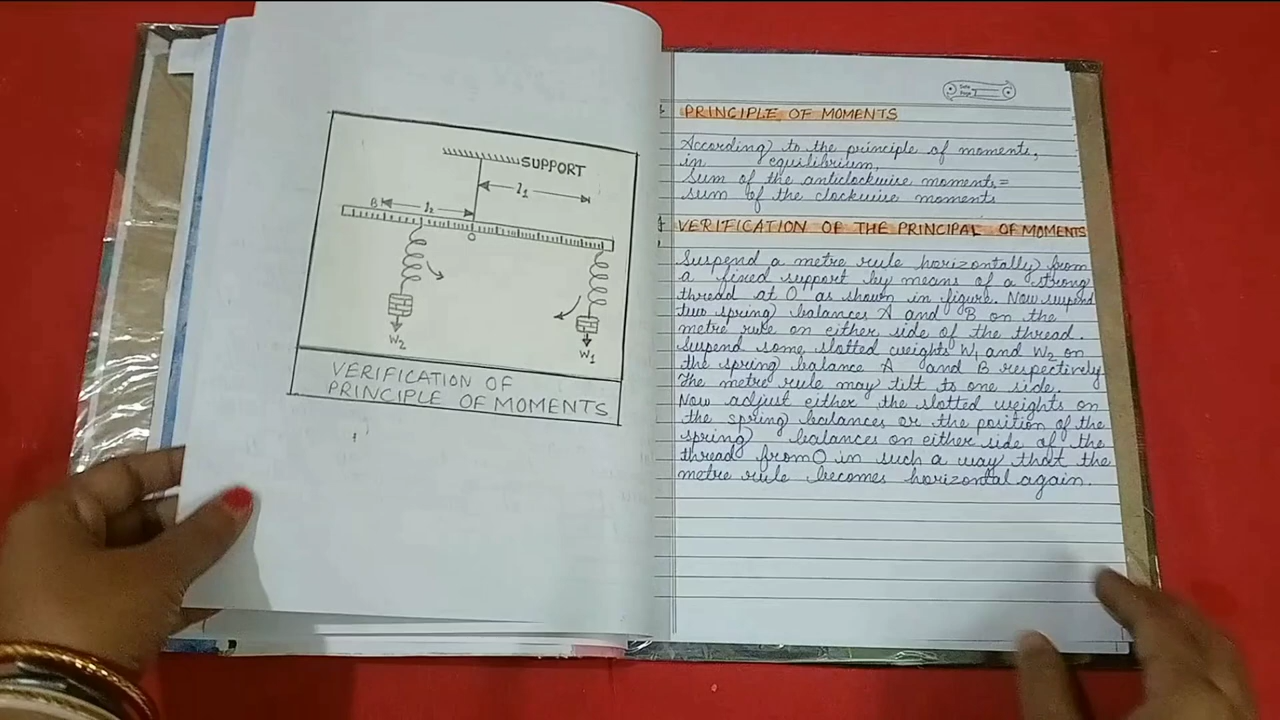 SUPPORT
l₁
B
l₂
O
W₂
W₁
VERIFICATION OF
PRINCIPLE OF MOMENTS
Date
Page
PRINCIPLE OF MOMENTS
According to the principle of moments,
in equilibrium,
Sum of the anticlockwise moments =
sum of the clockwise moments
VERIFICATION OF THE PRINCIPAL OF MOMENTS
Suspend a metre rule horizontally from
a fixed support by means of a strong
thread at O as shown in figure. Now suspend
two spring balances A and B on the
metre rule on either side of the thread.
Suspend some slotted weights W₁ and W₂ on
the spring balance A and B respectively
The metre rule may tilt to one side.
Now adjust either the slotted weights on
the spring balances or the position of the
spring balances on either side of the
thread from O in such a way that the
metre rule becomes horizontal again.